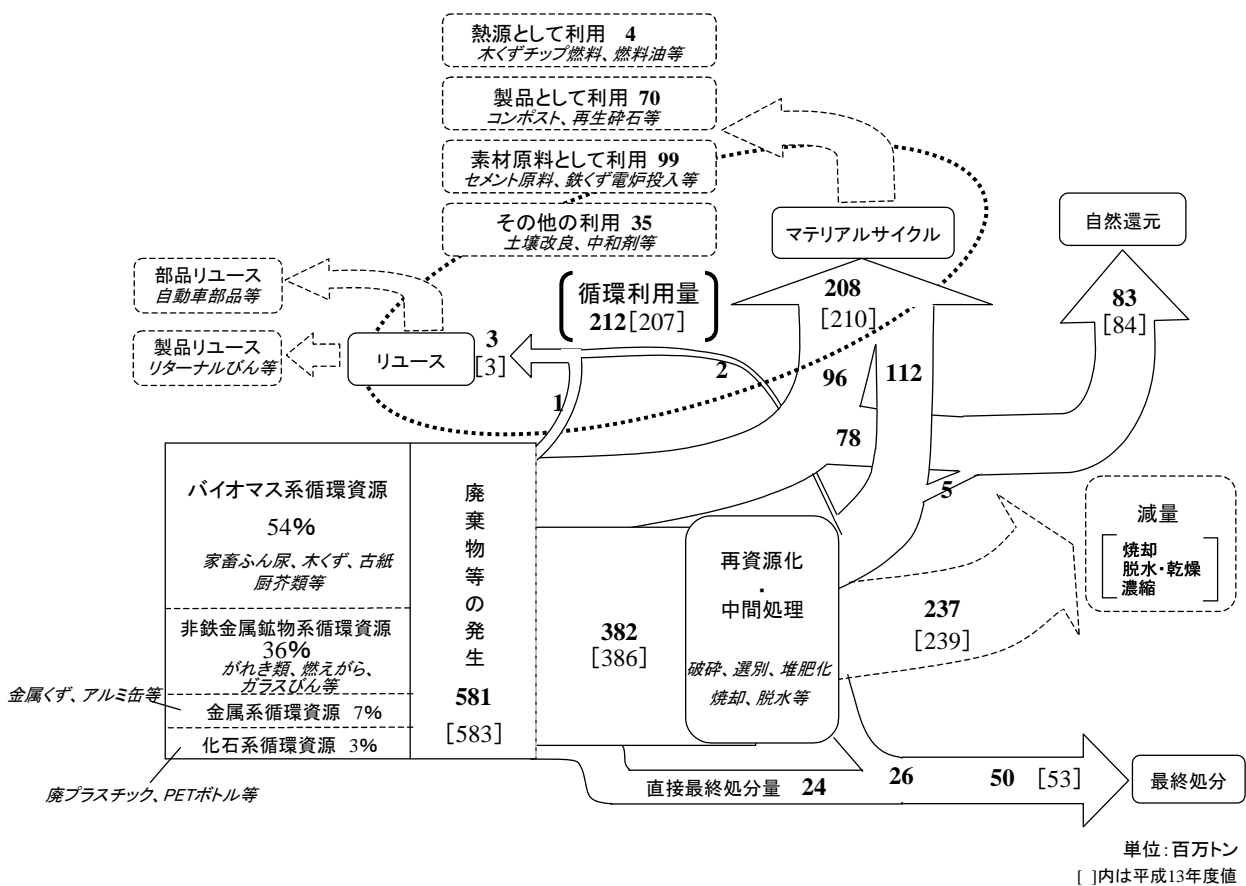 熱源として利用 4
木くずチップ燃料、燃料油等
製品として利用 70
コンポスト、再生砕石等
素材原料として利用 99
セメント原料、鉄くず電炉投入等
その他の利用 35
土壌改良、中和剤等
マテリアルサイクル
自然還元
部品リユース
自動車部品等
製品リユース
リターナルびん等
リユース
3
[3]
循環利用量
212[207]
208
[210]
83
[84]
2
1
96
112
78
5
バイオマス系循環資源
54%
家畜ふん尿、木くず、古紙
厨芥類等
非鉄金属鉱物系循環資源
36%
がれき類、燃えがら、
ガラスびん等
金属くず、アルミ缶等
金属系循環資源 7%
化石系循環資源 3%
廃プラスチック、PETボトル等
廃棄物等の発生
581
[583]
382
[386]
再資源化
・
中間処理
破砕、選別、堆肥化
焼却、脱水等
減量
焼却
脱水・乾燥
濃縮
237
[239]
直接最終処分量 24
26
50 [53]
最終処分
単位:百万トン
[ ]内は平成13年度値